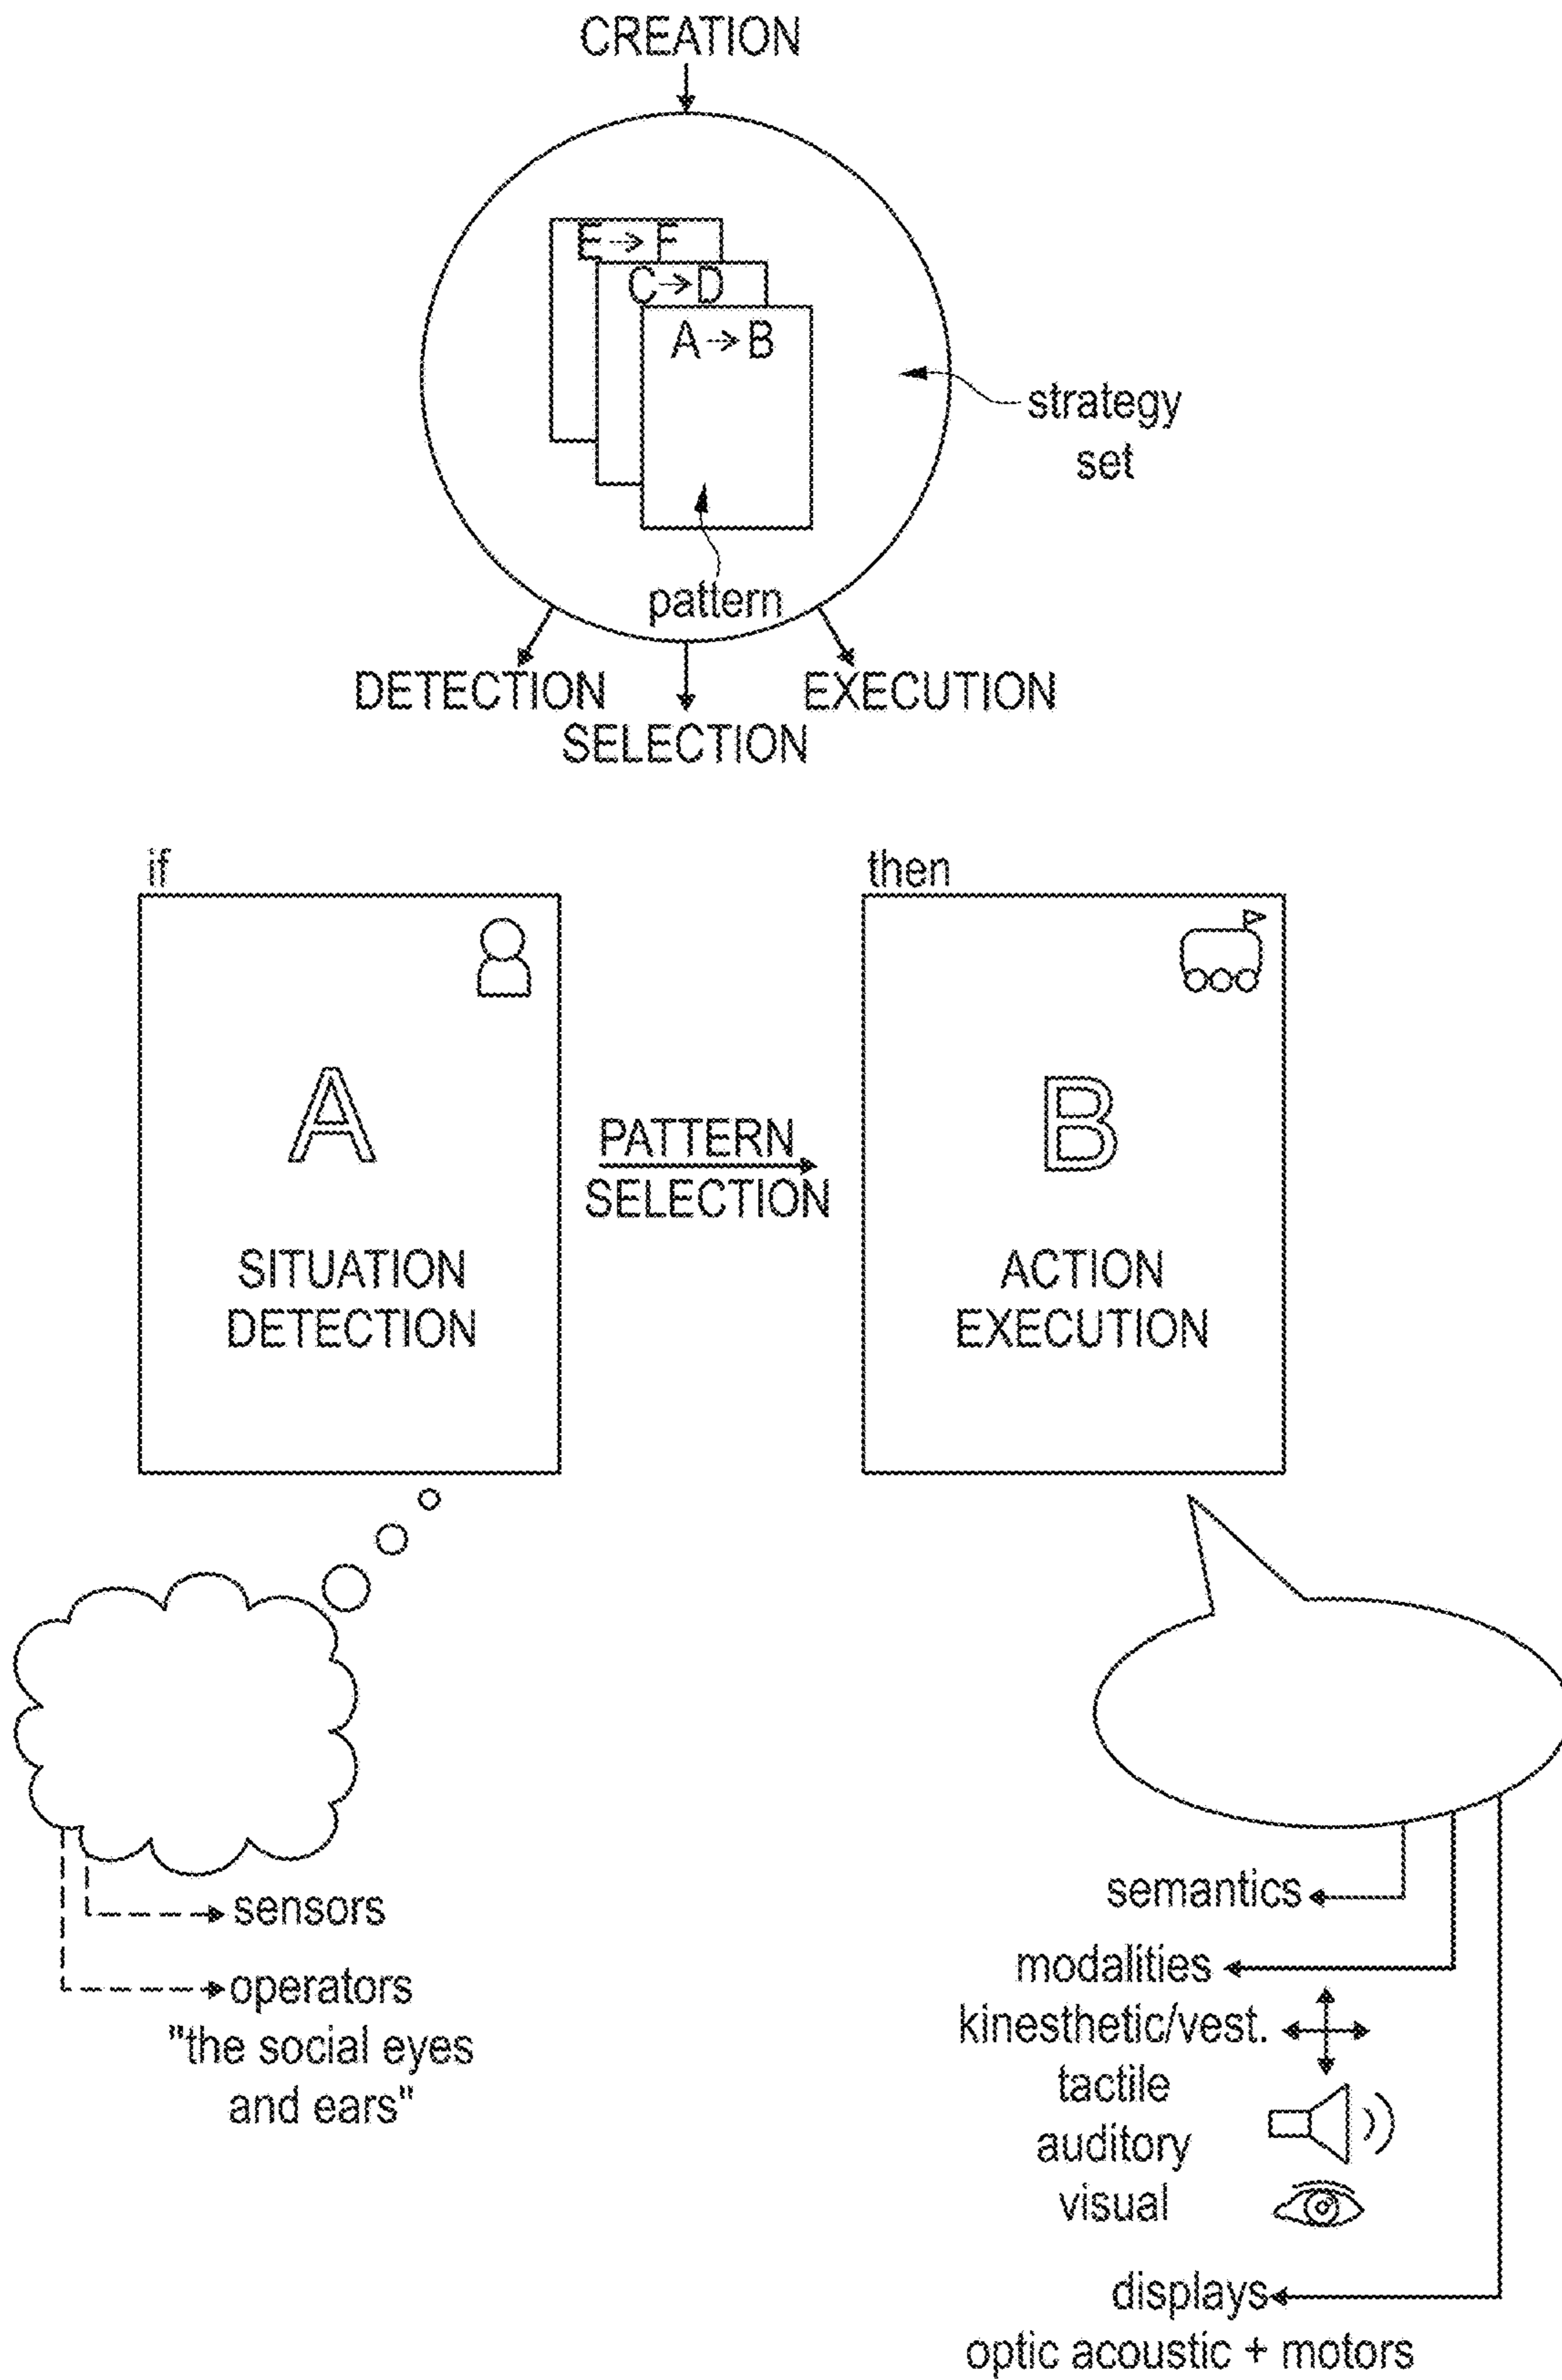 CREATION
E → F
C → D
A → B
strategy
set
pattern
DETECTION
EXECUTION
SELECTION
if
then
A
B
PATTERN
SELECTION
SITUATION
DETECTION
ACTION
EXECUTION
sensors
operators
"the social eyes
and ears"
semantics
modalities
kinesthetic/vest.
tactile
auditory
visual
displays
optic acoustic + motors